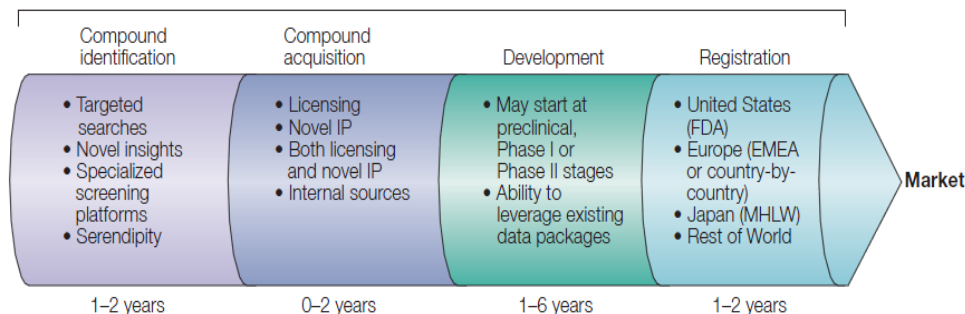 Compound
identification
Compound
acquisition
Development
Registration
• Targeted
searches
• Novel insights
• Specialized
screening
platforms
• Serendipity
• Licensing
• Novel IP
• Both licensing
and novel IP
• Internal sources
• May start at
preclinical,
Phase I or
Phase II stages
• Ability to
leverage existing
data packages
• United States
(FDA)
• Europe (EMEA
or country-by-
country)
• Japan (MHLW)
• Rest of World
Market
1–2 years
0–2 years
1–6 years
1–2 years